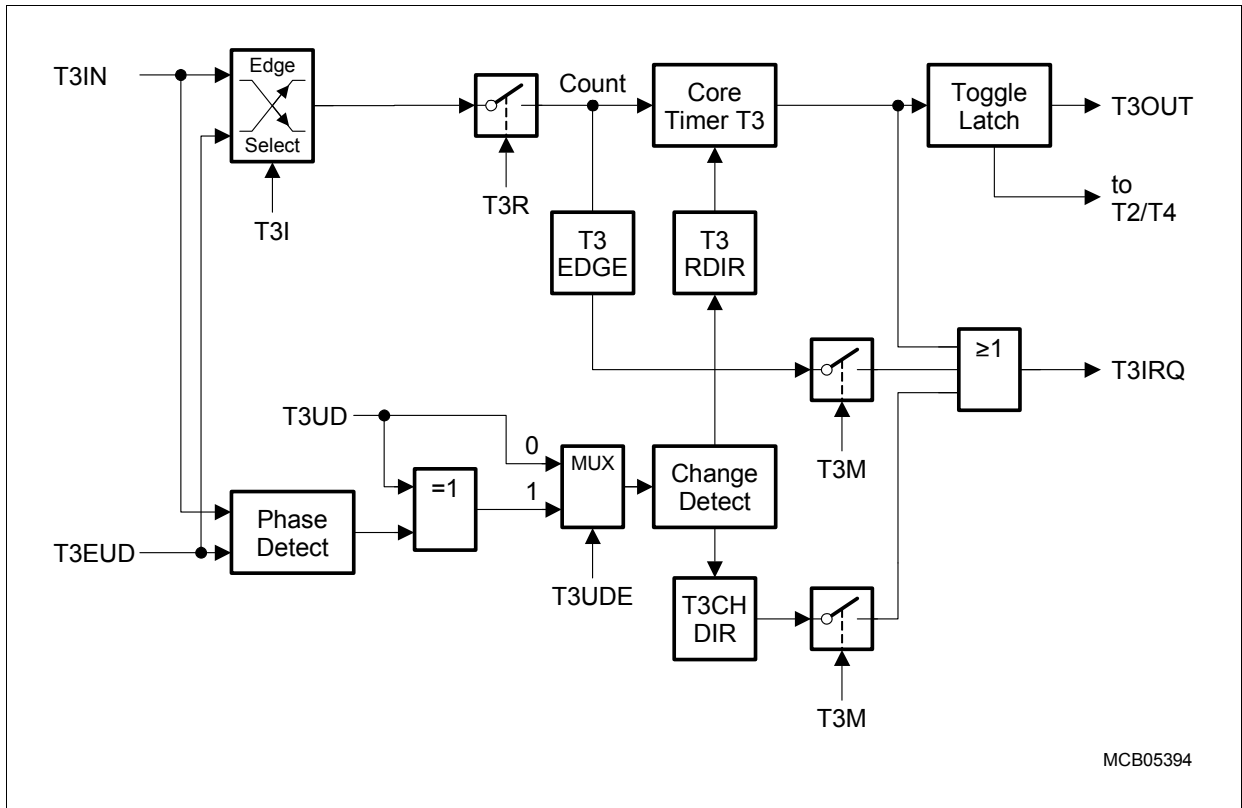 T3IN
Edge
Select
T3I
T3R
Count
Core
Timer T3
Toggle
Latch
T3OUT
to
T2/T4
T3
EDGE
T3
RDIR
≥1
T3IRQ
T3M
T3UD
0
1
=1
MUX
Change
Detect
T3EUD
Phase
Detect
T3UDE
T3CH
DIR
T3M
MCB05394